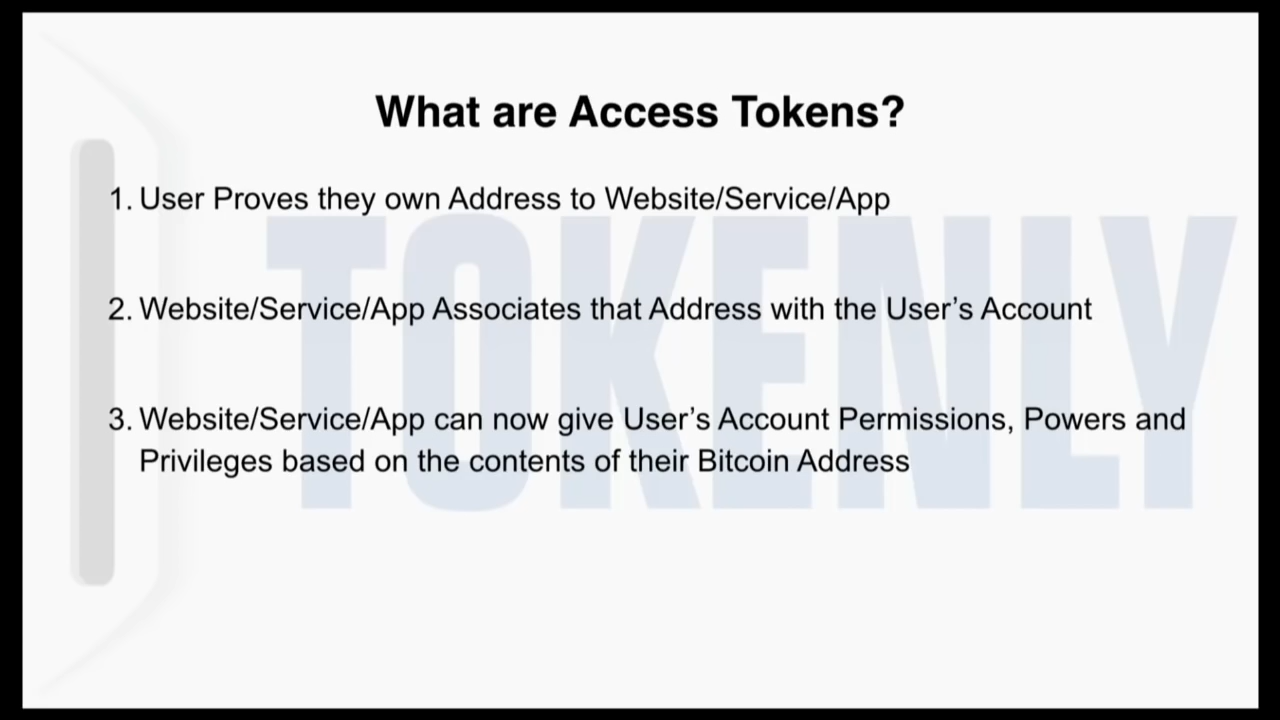 What are Access Tokens?
1. User Proves they own Address to Website/Service/App
2. Website/Service/App Associates that Address with the User’s Account
3. Website/Service/App can now give User’s Account Permissions, Powers and
Privileges based on the contents of their Bitcoin Address
TOKENLY